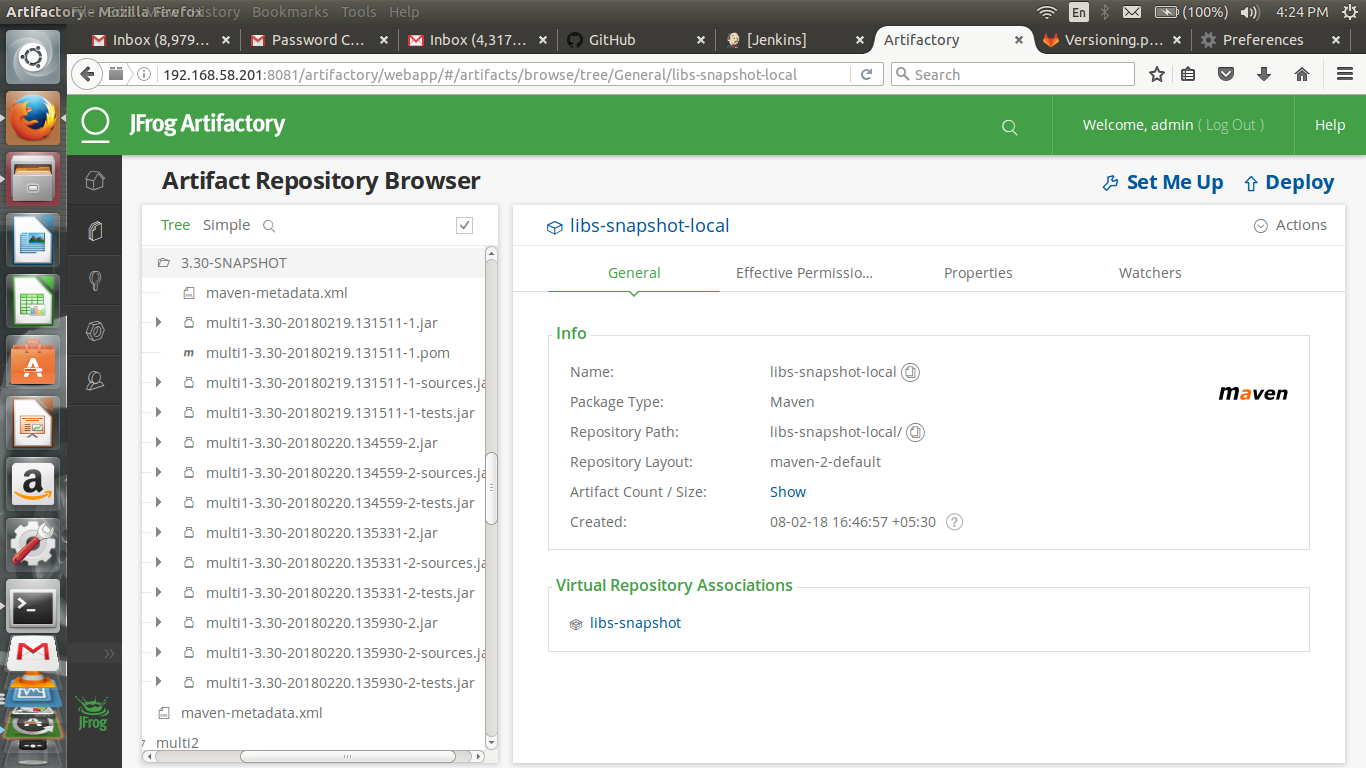 Artifactory - Mozilla Firefox History Bookmarks Tools Help
En (100%) 4:24 PM
Inbox (8,979... Password C... Inbox (4,317... GitHub [Jenkins] Artifactory Versioning.p... Preferences
192.168.58.201:8081/artifactory/webapp/#/artifacts/browse/tree/General/libs-snapshot-local
Search
JFrog Artifactory
Welcome, admin ( Log Out )
Help
Artifact Repository Browser
Set Me Up
Deploy
Tree Simple
3.30-SNAPSHOT
maven-metadata.xml
multi1-3.30-20180219.131511-1.jar
m multi1-3.30-20180219.131511-1.pom
multi1-3.30-20180219.131511-1-sources.ja
multi1-3.30-20180219.131511-1-tests.jar
multi1-3.30-20180220.134559-2.jar
multi1-3.30-20180220.134559-2-sources.ja
multi1-3.30-20180220.134559-2-tests.jar
multi1-3.30-20180220.135331-2.jar
multi1-3.30-20180220.135331-2-sources.ja
multi1-3.30-20180220.135331-2-tests.jar
multi1-3.30-20180220.135930-2.jar
multi1-3.30-20180220.135930-2-sources.ja
multi1-3.30-20180220.135930-2-tests.jar
maven-metadata.xml
multi2
libs-snapshot-local
Actions
General Effective Permissio... Properties Watchers
Info
Name: libs-snapshot-local
Package Type: Maven
Repository Path: libs-snapshot-local/
Repository Layout: maven-2-default
Artifact Count / Size: Show
Created: 08-02-18 16:46:57 +05:30 ?
maven
Virtual Repository Associations
libs-snapshot
JFrog